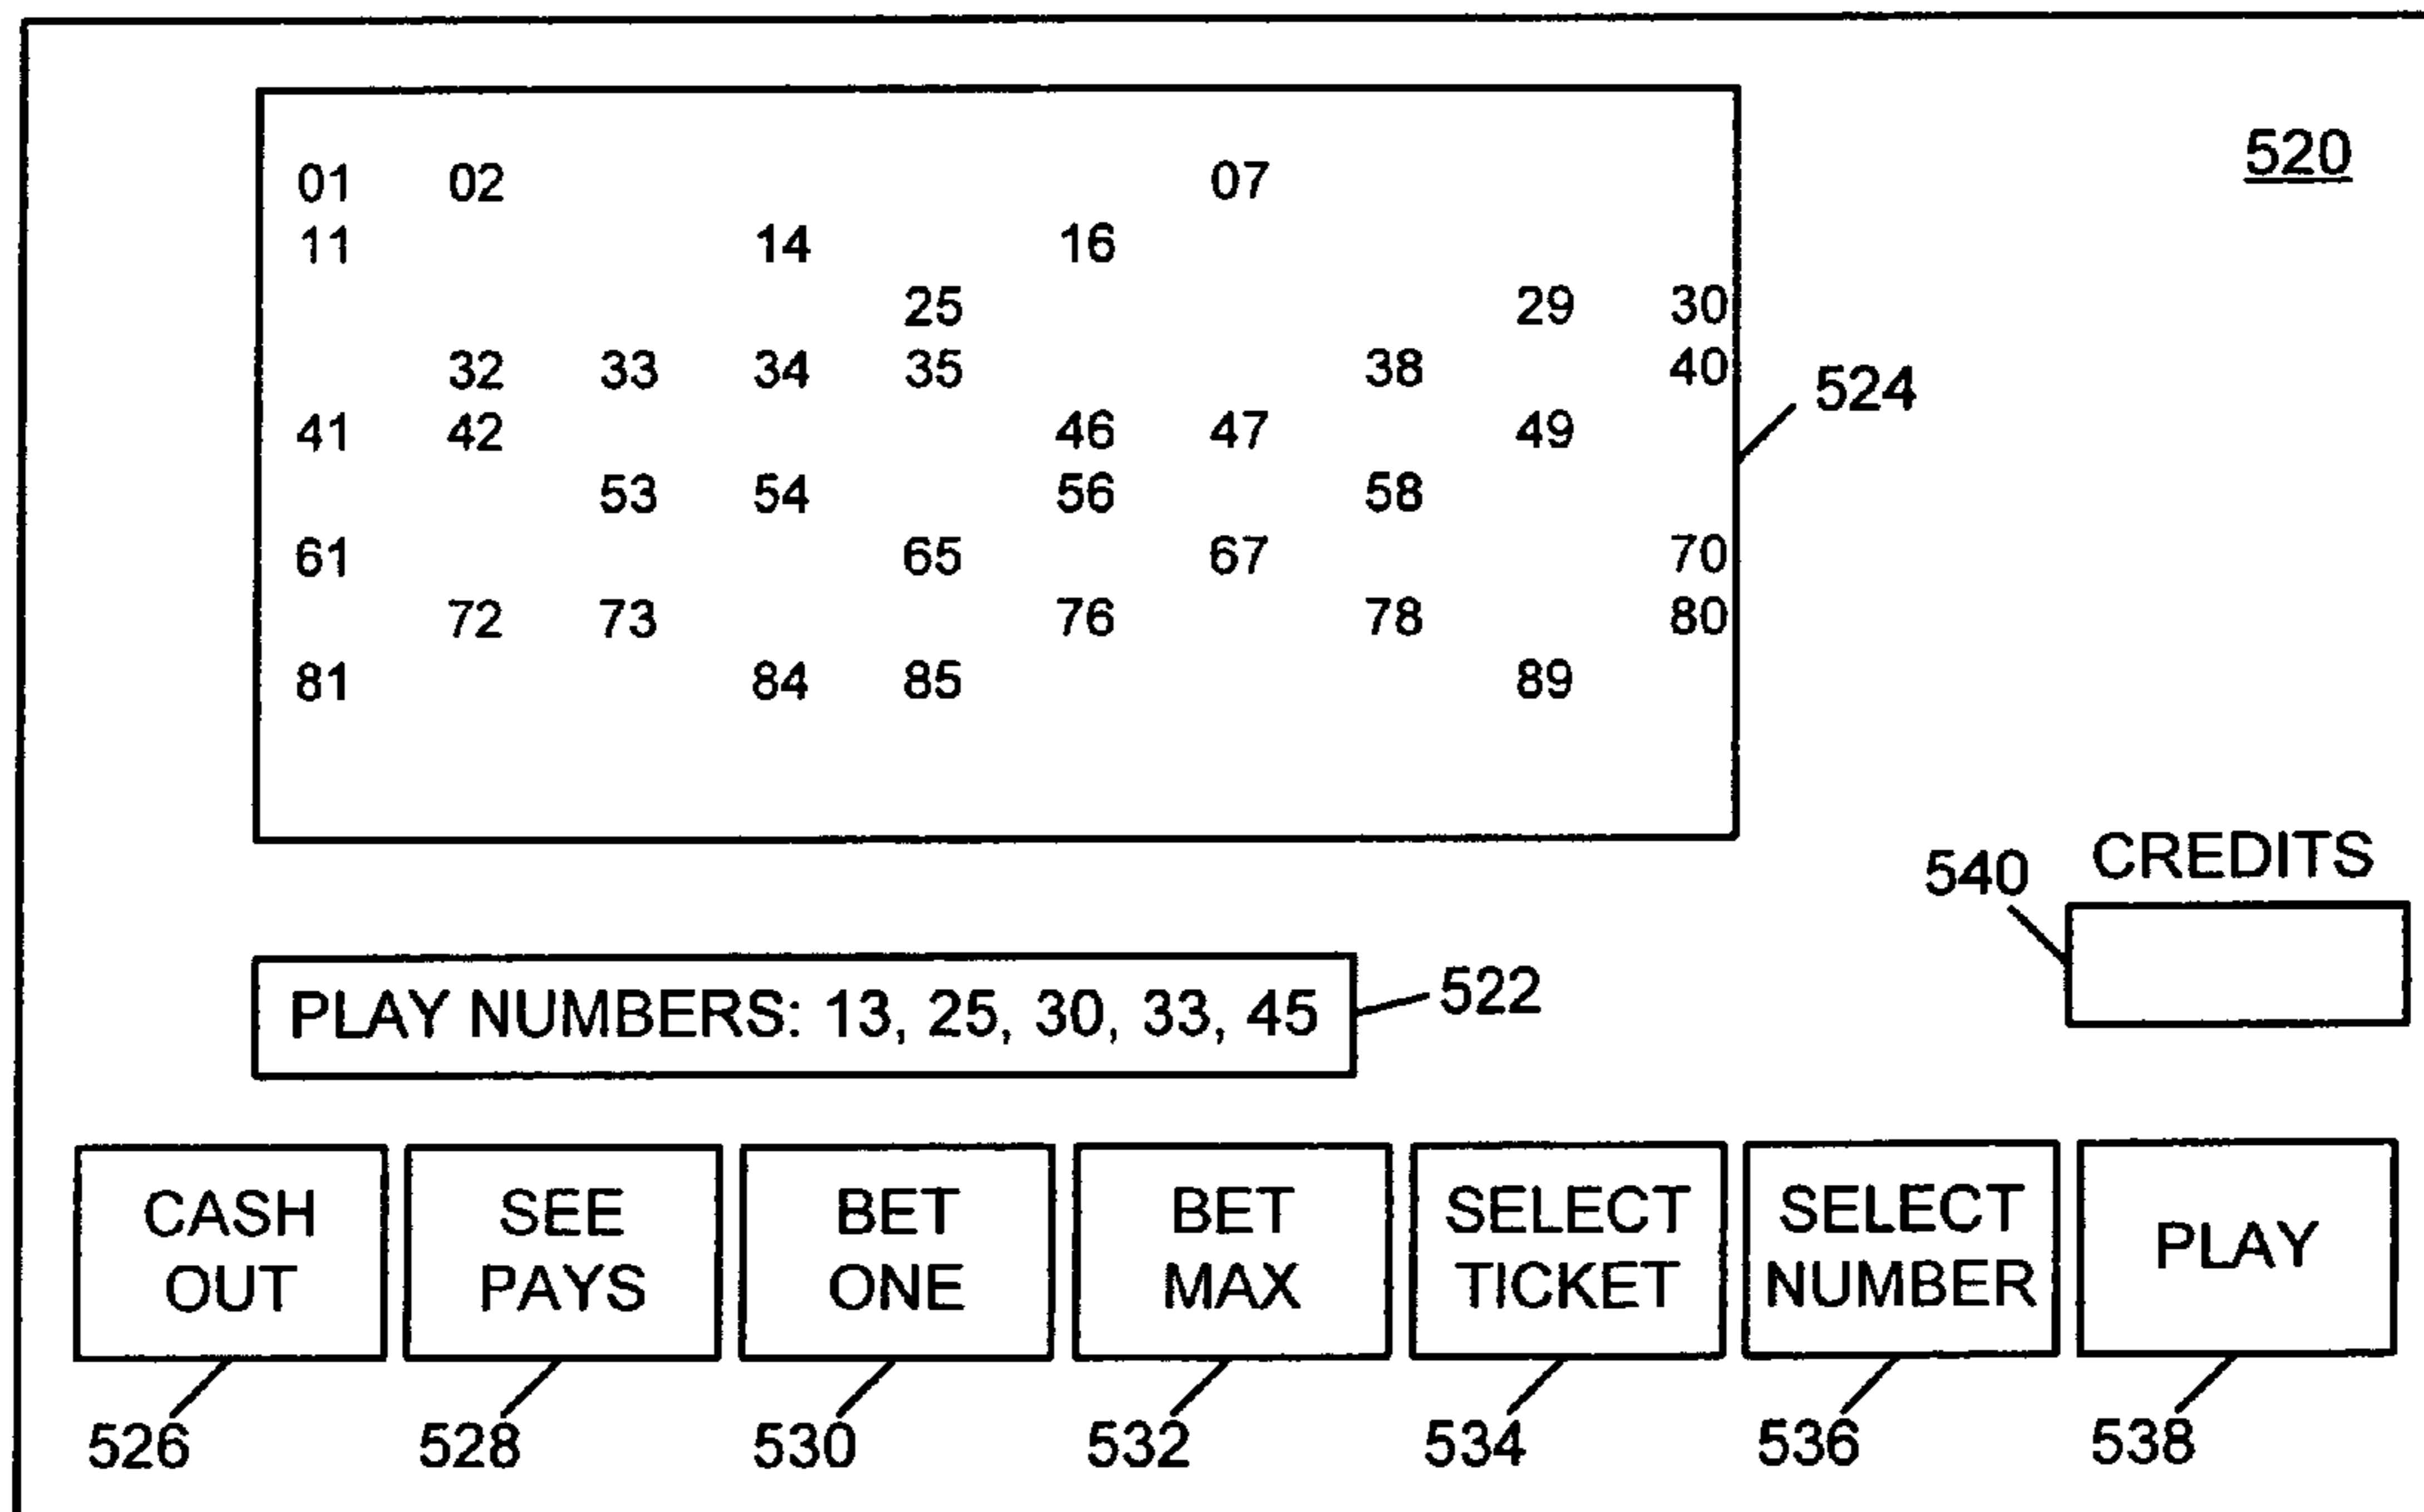 520
01 02 07
11 14 16
25 29 30
32 33 34 35 38 40
524
41 42 46 47 49
53 54 56 58
61 65 67 70
72 73 76 78 80
81 84 85 89
CREDITS
540
PLAY NUMBERS: 13, 25, 30, 33, 45
522
CASH
OUT
SEE
PAYS
BET
ONE
BET
MAX
SELECT
TICKET
SELECT
NUMBER
PLAY
526 528 530 532 534 536 538